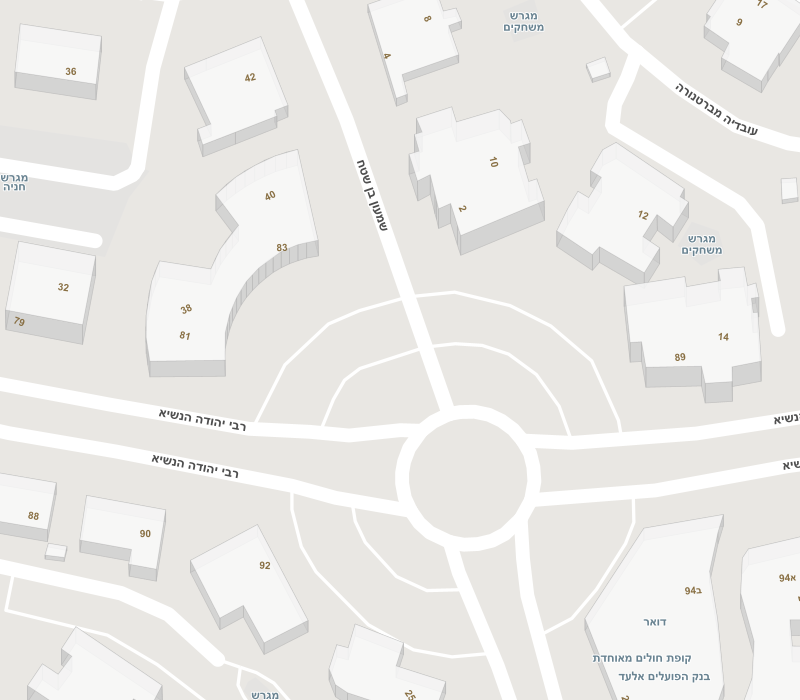 17
9
8
4
מגרש
משחקים
36
42
עובדיה מברטנורה
שמעון בן שטח
10
2
מגרש
חניה
40
12
מגרש
משחקים
83
32
79
38
81
14
89
רבי יהודה הנשיא
רבי יהודה הנשיא
88
90
92
94א
94ב
דואר
קופת חולים מאוחדת
בנק הפועלים אלעד
מגרש
25